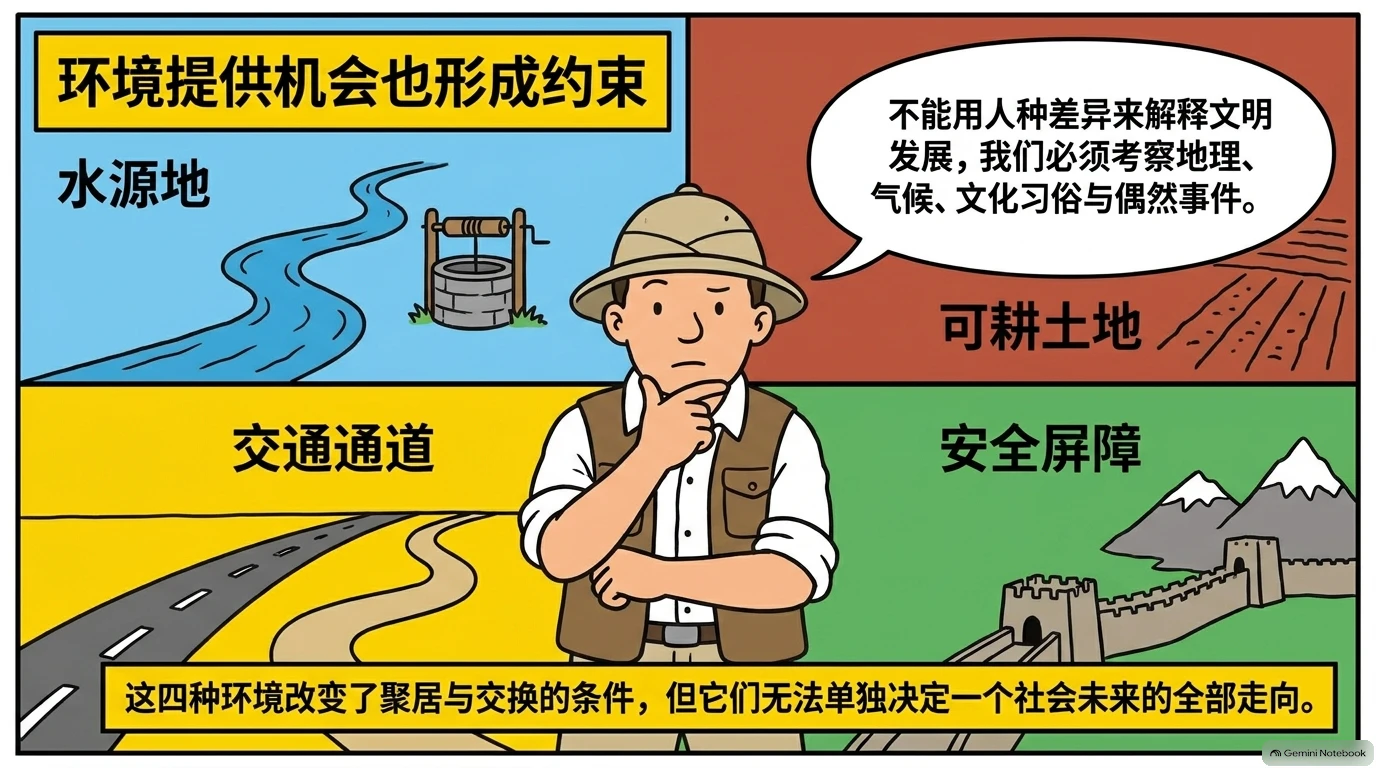 环境提供机会也形成约束
水源地
不能用人种差异来解释文明
发展，我们必须考察地理、
气候、文化习俗与偶然事件。
可耕土地
交通通道
安全屏障
这四种环境改变了聚居与交换的条件，但它们无法单独决定一个社会未来的全部走向。
Gemini Notebook